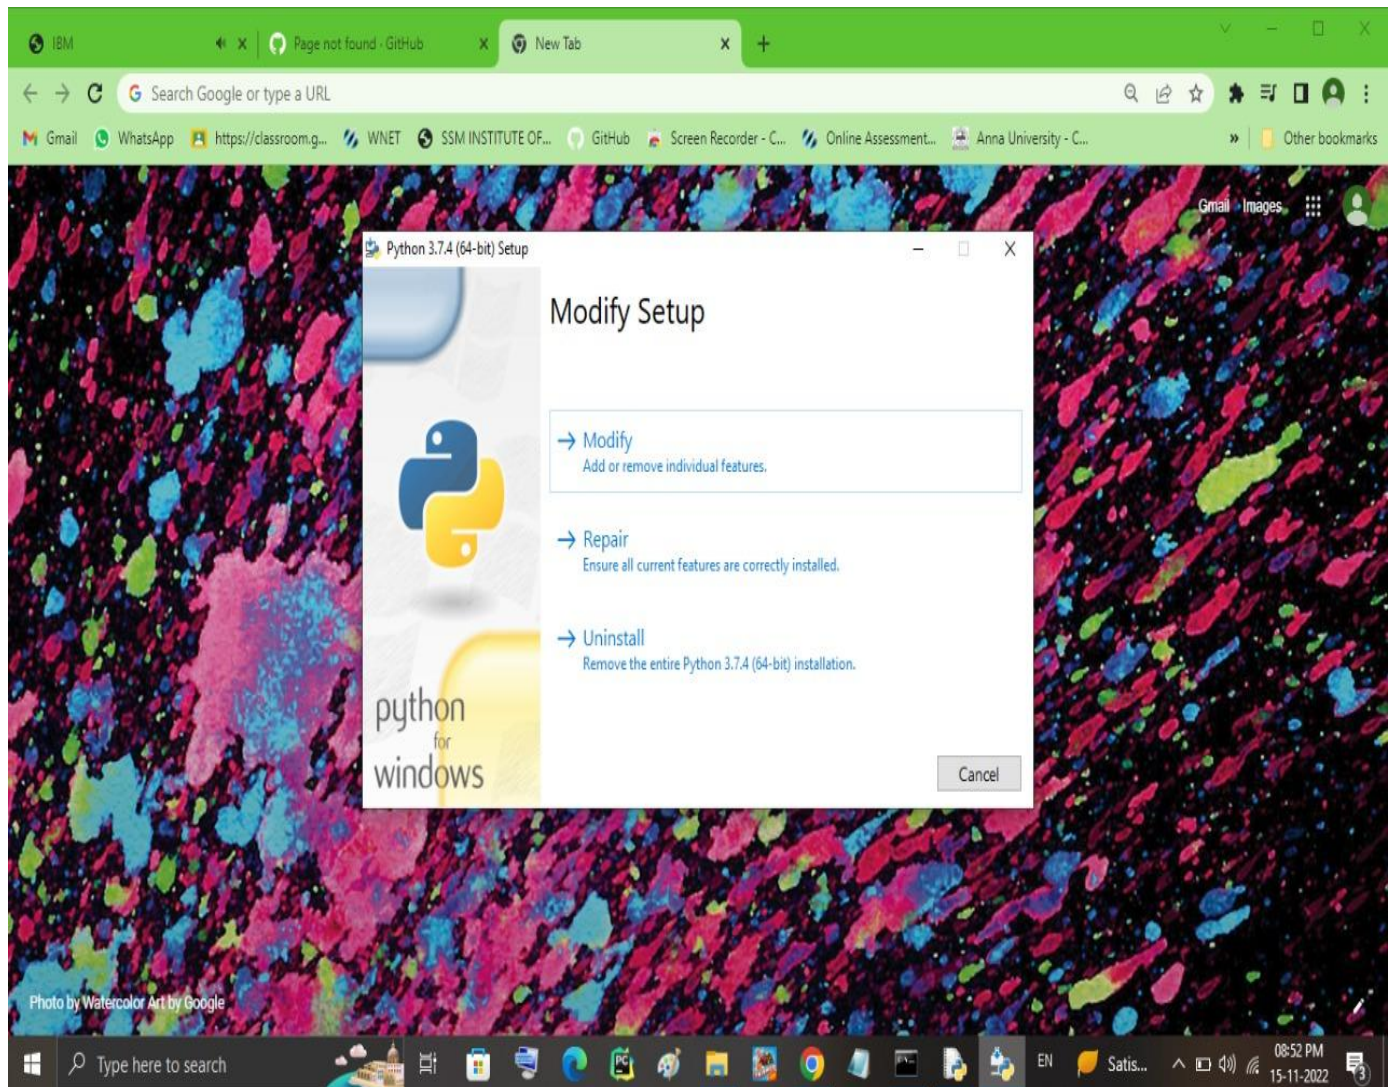 IBM
Page not found · GitHub
New Tab
Search Google or type a URL
Gmail
WhatsApp
https://classroom.g...
WNET
SSM INSTITUTE OF...
GitHub
Screen Recorder - C...
Online Assessment...
Anna University - C...
»
Other bookmarks
Gmail Images
Python 3.7.4 (64-bit) Setup
Modify Setup
Modify
Add or remove individual features.
Repair
Ensure all current features are correctly installed.
Uninstall
Remove the entire Python 3.7.4 (64-bit) installation.
python
for
windows
Cancel
Photo by Watercolor Art by Google
Type here to search
PC
EN
Satis...
08:52 PM
15-11-2022
3